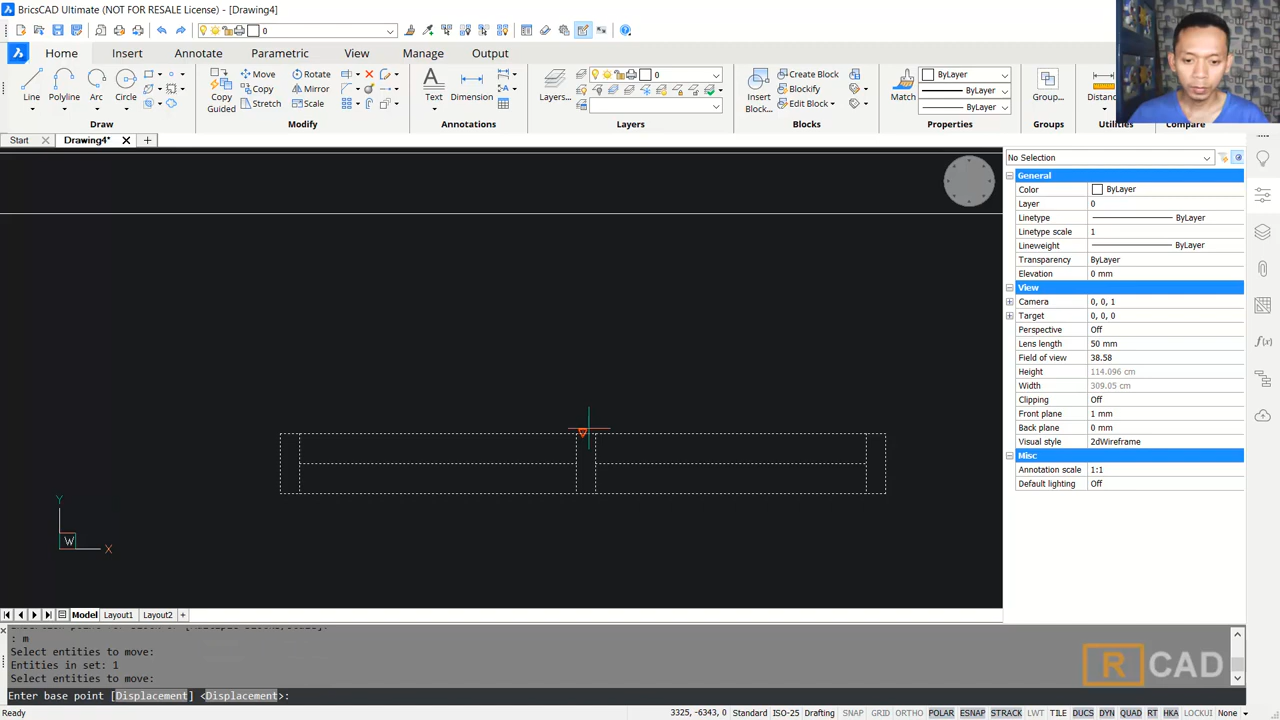 BricsCAD Ultimate (NOT FOR RESALE License) - [Drawing4]
0
Home Insert Annotate Parametric View Manage Output
Line Polyline Arc Circle
Copy Guided
Move Copy Stretch
Rotate Mirror Scale
Text Dimension
Layers...
0
Insert Block...
Create Block
Blockify
Edit Block
Match
ByLayer
ByLayer
ByLayer
Group...
Distance
Draw Modify Annotations Layers Blocks Properties Groups Utilities Compare
Start Drawing4*
No Selection
General
Color ByLayer
Layer 0
Linetype ByLayer
Linetype scale 1
Lineweight ByLayer
Transparency ByLayer
Elevation 0 mm
View
Camera 0, 0, 1
Target 0, 0, 0
Perspective Off
Lens length 50 mm
Field of view 38.58
Height 114.096 cm
Width 309.05 cm
Clipping Off
Front plane 1 mm
Back plane 0 mm
Visual style 2dWireframe
Misc
Annotation scale 1:1
Default lighting Off
Y
W
X
Model Layout1 Layout2 +
: m
Select entities to move:
Entities in set: 1
Select entities to move:
Enter base point [Displacement] <Displacement>:
RCAD
Ready 3325, -6343, 0 Standard ISO-25 Drafting SNAP GRID ORTHO POLAR ESNAP STRACK LWT TILE DUCS DYN QUAD RT HKA LOCKUI None